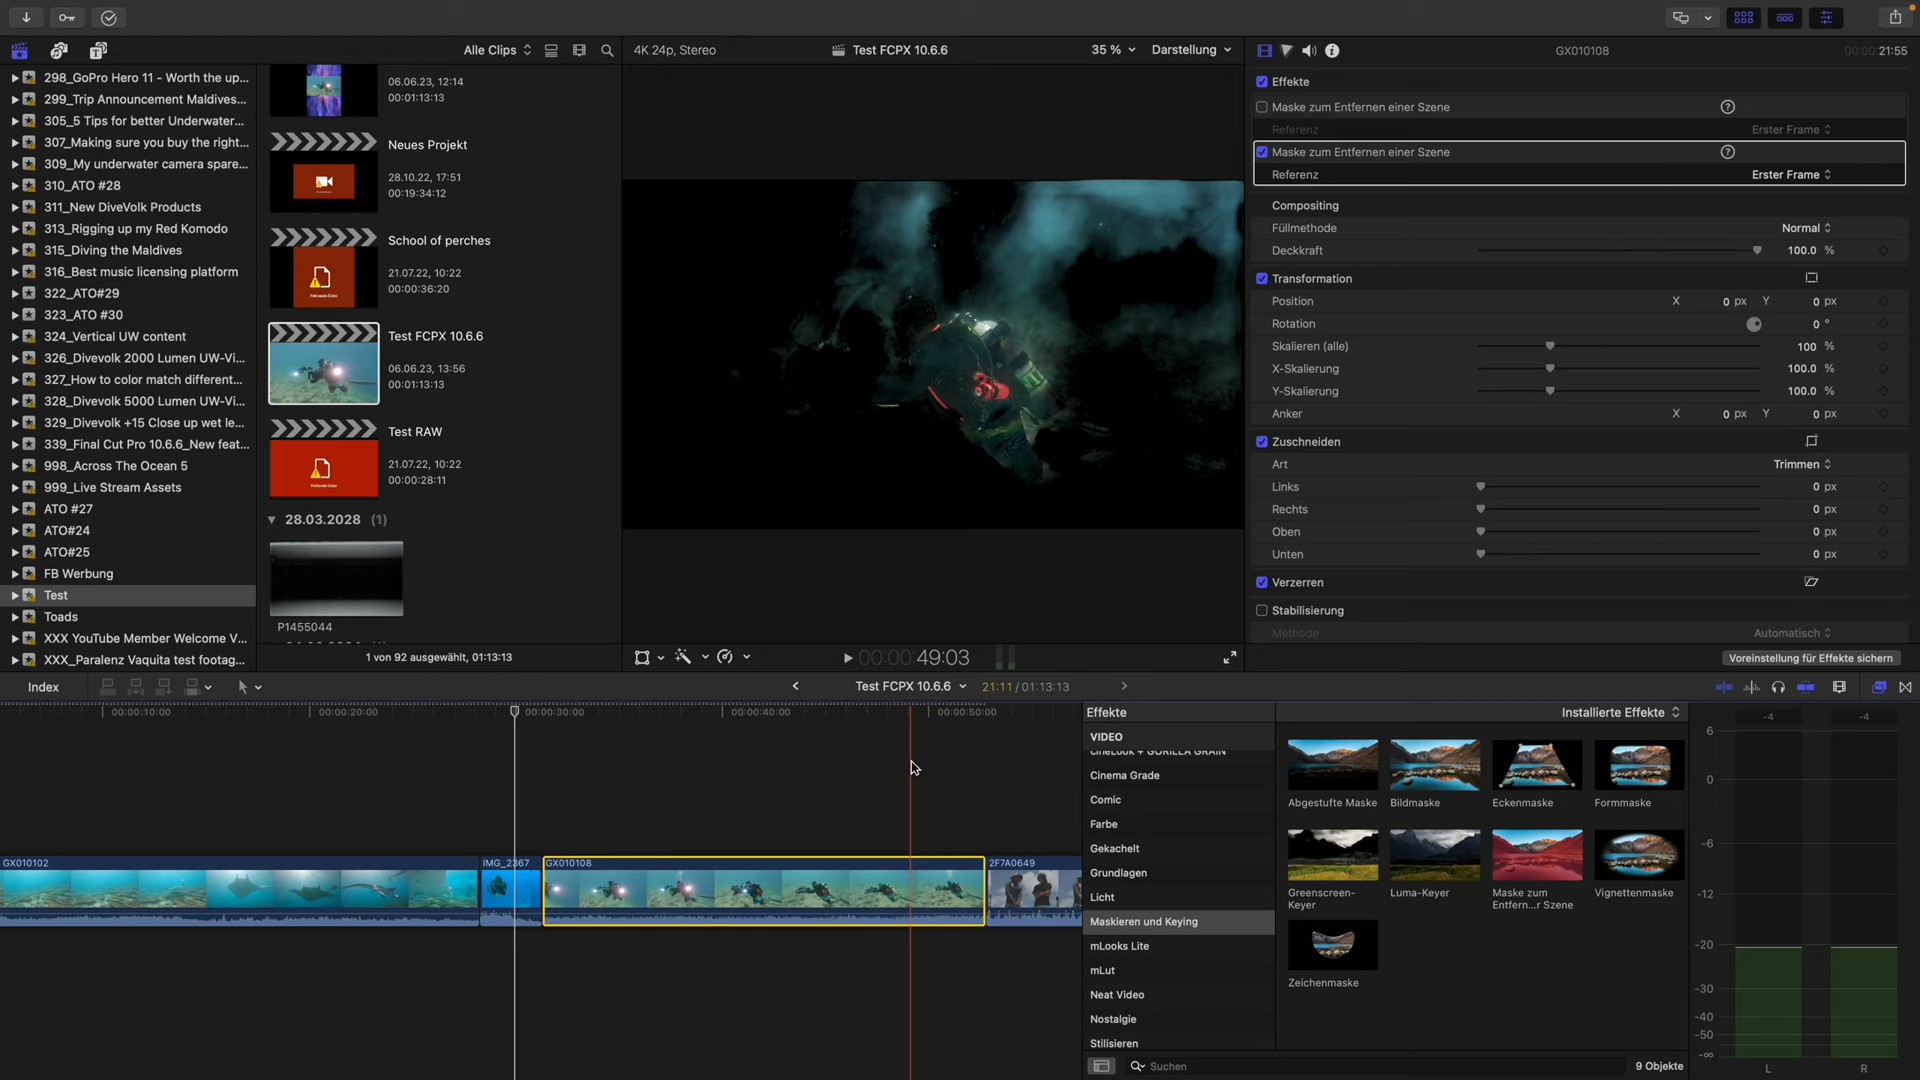 Alle Clips
4K 24p, Stereo
Test FCPX 10.6.6
35 %
Darstellung
GX010108
00:00:21:55
298_GoPro Hero 11 - Worth the up...
299_Trip Announcement Maldives...
305_5 Tips for better Underwater...
307_Making sure you buy the right...
309_My underwater camera spare...
310_ATO #28
311_New DiveVolk Products
313_Rigging up my Red Komodo
315_Diving the Maldives
316_Best music licensing platform
322_ATO#29
323_ATO #30
324_Vertical UW content
326_Divevolk 2000 Lumen UW-Vi...
327_How to color match different...
328_Divevolk 5000 Lumen UW-Vi...
329_Divevolk +15 Close up wet le...
339_Final Cut Pro 10.6.6_New feat...
998_Across The Ocean 5
999_Live Stream Assets
ATO #27
ATO#24
ATO#25
FB Werbung
Test
Toads
XXX YouTube Member Welcome V...
XXX_Paralenz Vaquita test footag...
06.06.23, 12:14
00:01:13:13
Neues Projekt
28.10.22, 17:51
00:19:34:12
School of perches
21.07.22, 10:22
00:00:36:20
Test FCPX 10.6.6
06.06.23, 13:56
00:01:13:13
Test RAW
21.07.22, 10:22
00:00:28:11
28.03.2028 (1)
P1455044
1 von 92 ausgewählt, 01:13:13
00:00:49:03
Effekte
Maske zum Entfernen einer Szene
Referenz
Erster Frame
Maske zum Entfernen einer Szene
Referenz
Erster Frame
Compositing
Füllmethode
Normal
Deckkraft
100.0 %
Transformation
Position
X 0 px Y 0 px
Rotation
0 °
Skalieren (alle)
100 %
X-Skalierung
100.0 %
Y-Skalierung
100.0 %
Anker
X 0 px Y 0 px
Zuschneiden
Art
Trimmen
Links
0 px
Rechts
0 px
Oben
0 px
Unten
0 px
Verzerren
Stabilisierung
Methode
Automatisch
Voreinstellung für Effekte sichern
Index
Test FCPX 10.6.6
21:11 / 01:13:13
00:00:10:00
00:00:20:00
00:00:30:00
00:00:40:00
00:00:50:00
GX010102
IMG_2367
GX010108
2F7A0649
Effekte
Installierte Effekte
VIDEO
CineLook + GORILLA GRAIN
Cinema Grade
Comic
Farbe
Gekachelt
Grundlagen
Licht
Maskieren und Keying
mLooks Lite
mLut
Neat Video
Nostalgie
Stilisieren
Abgestufte Maske
Bildmaske
Eckenmaske
Formmaske
Greenscreen-
Keyer
Luma-Keyer
Maske zum
Entfern...r Szene
Vignettenmaske
Zeichenmaske
Suchen
9 Objekte
-4
-4
6
0
-6
-12
-20
-30
-40
-50
-∞
L
R